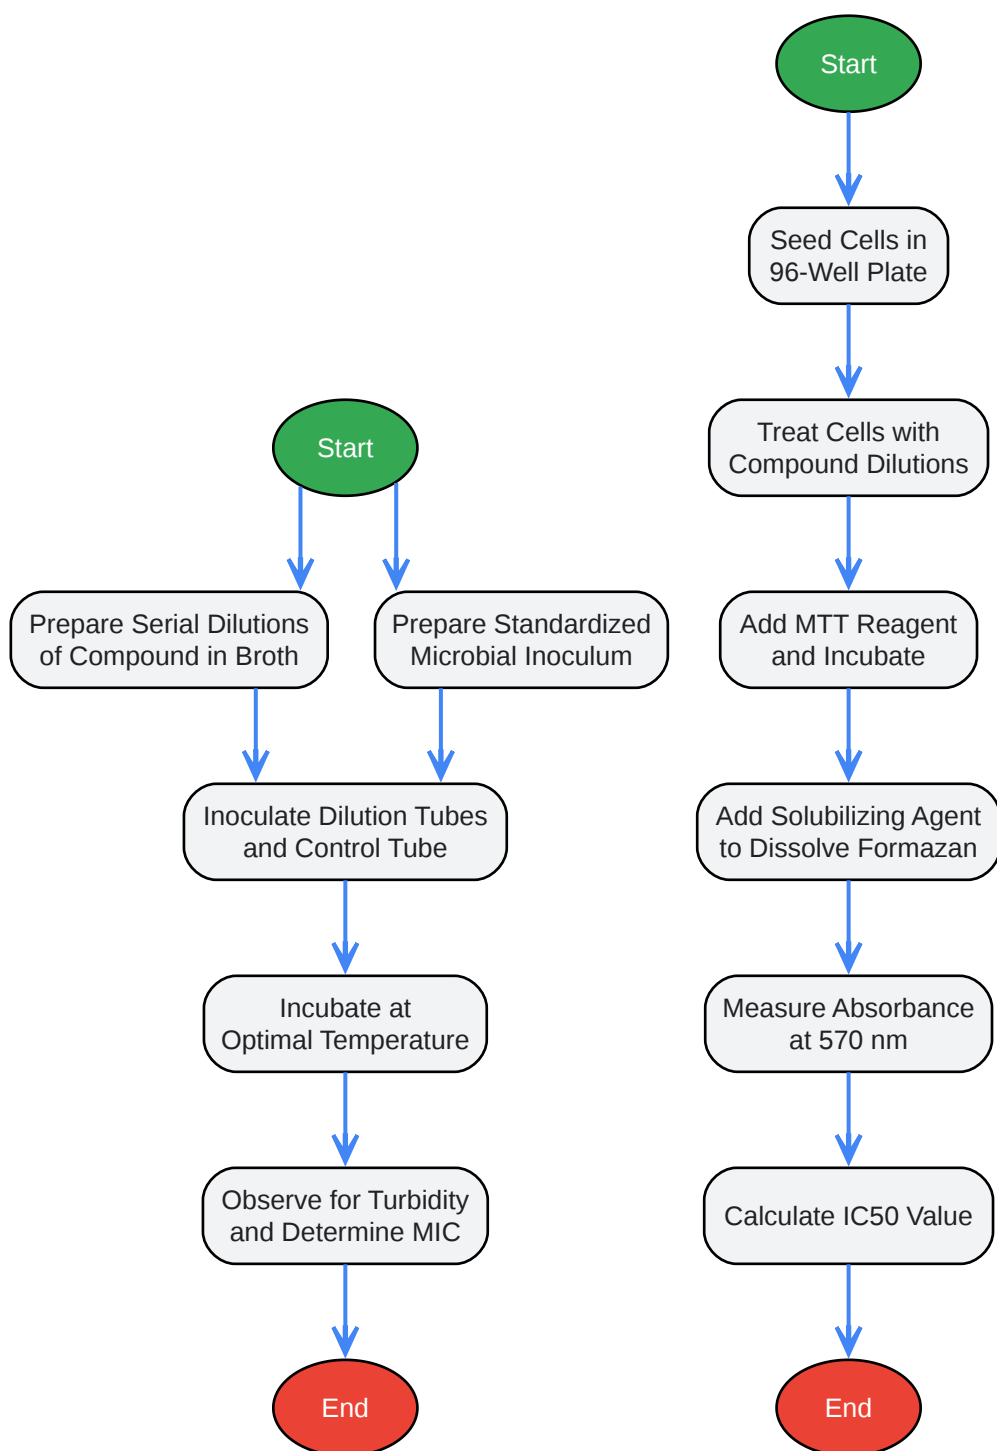 Start
Prepare Serial Dilutions
of Compound in Broth
Prepare Standardized
Microbial Inoculum
Inoculate Dilution Tubes
and Control Tube
Incubate at
Optimal Temperature
Observe for Turbidity
and Determine MIC
End
Start
Seed Cells in
96-Well Plate
Treat Cells with
Compound Dilutions
Add MTT Reagent
and Incubate
Add Solubilizing Agent
to Dissolve Formazan
Measure Absorbance
at 570 nm
Calculate IC50 Value
End